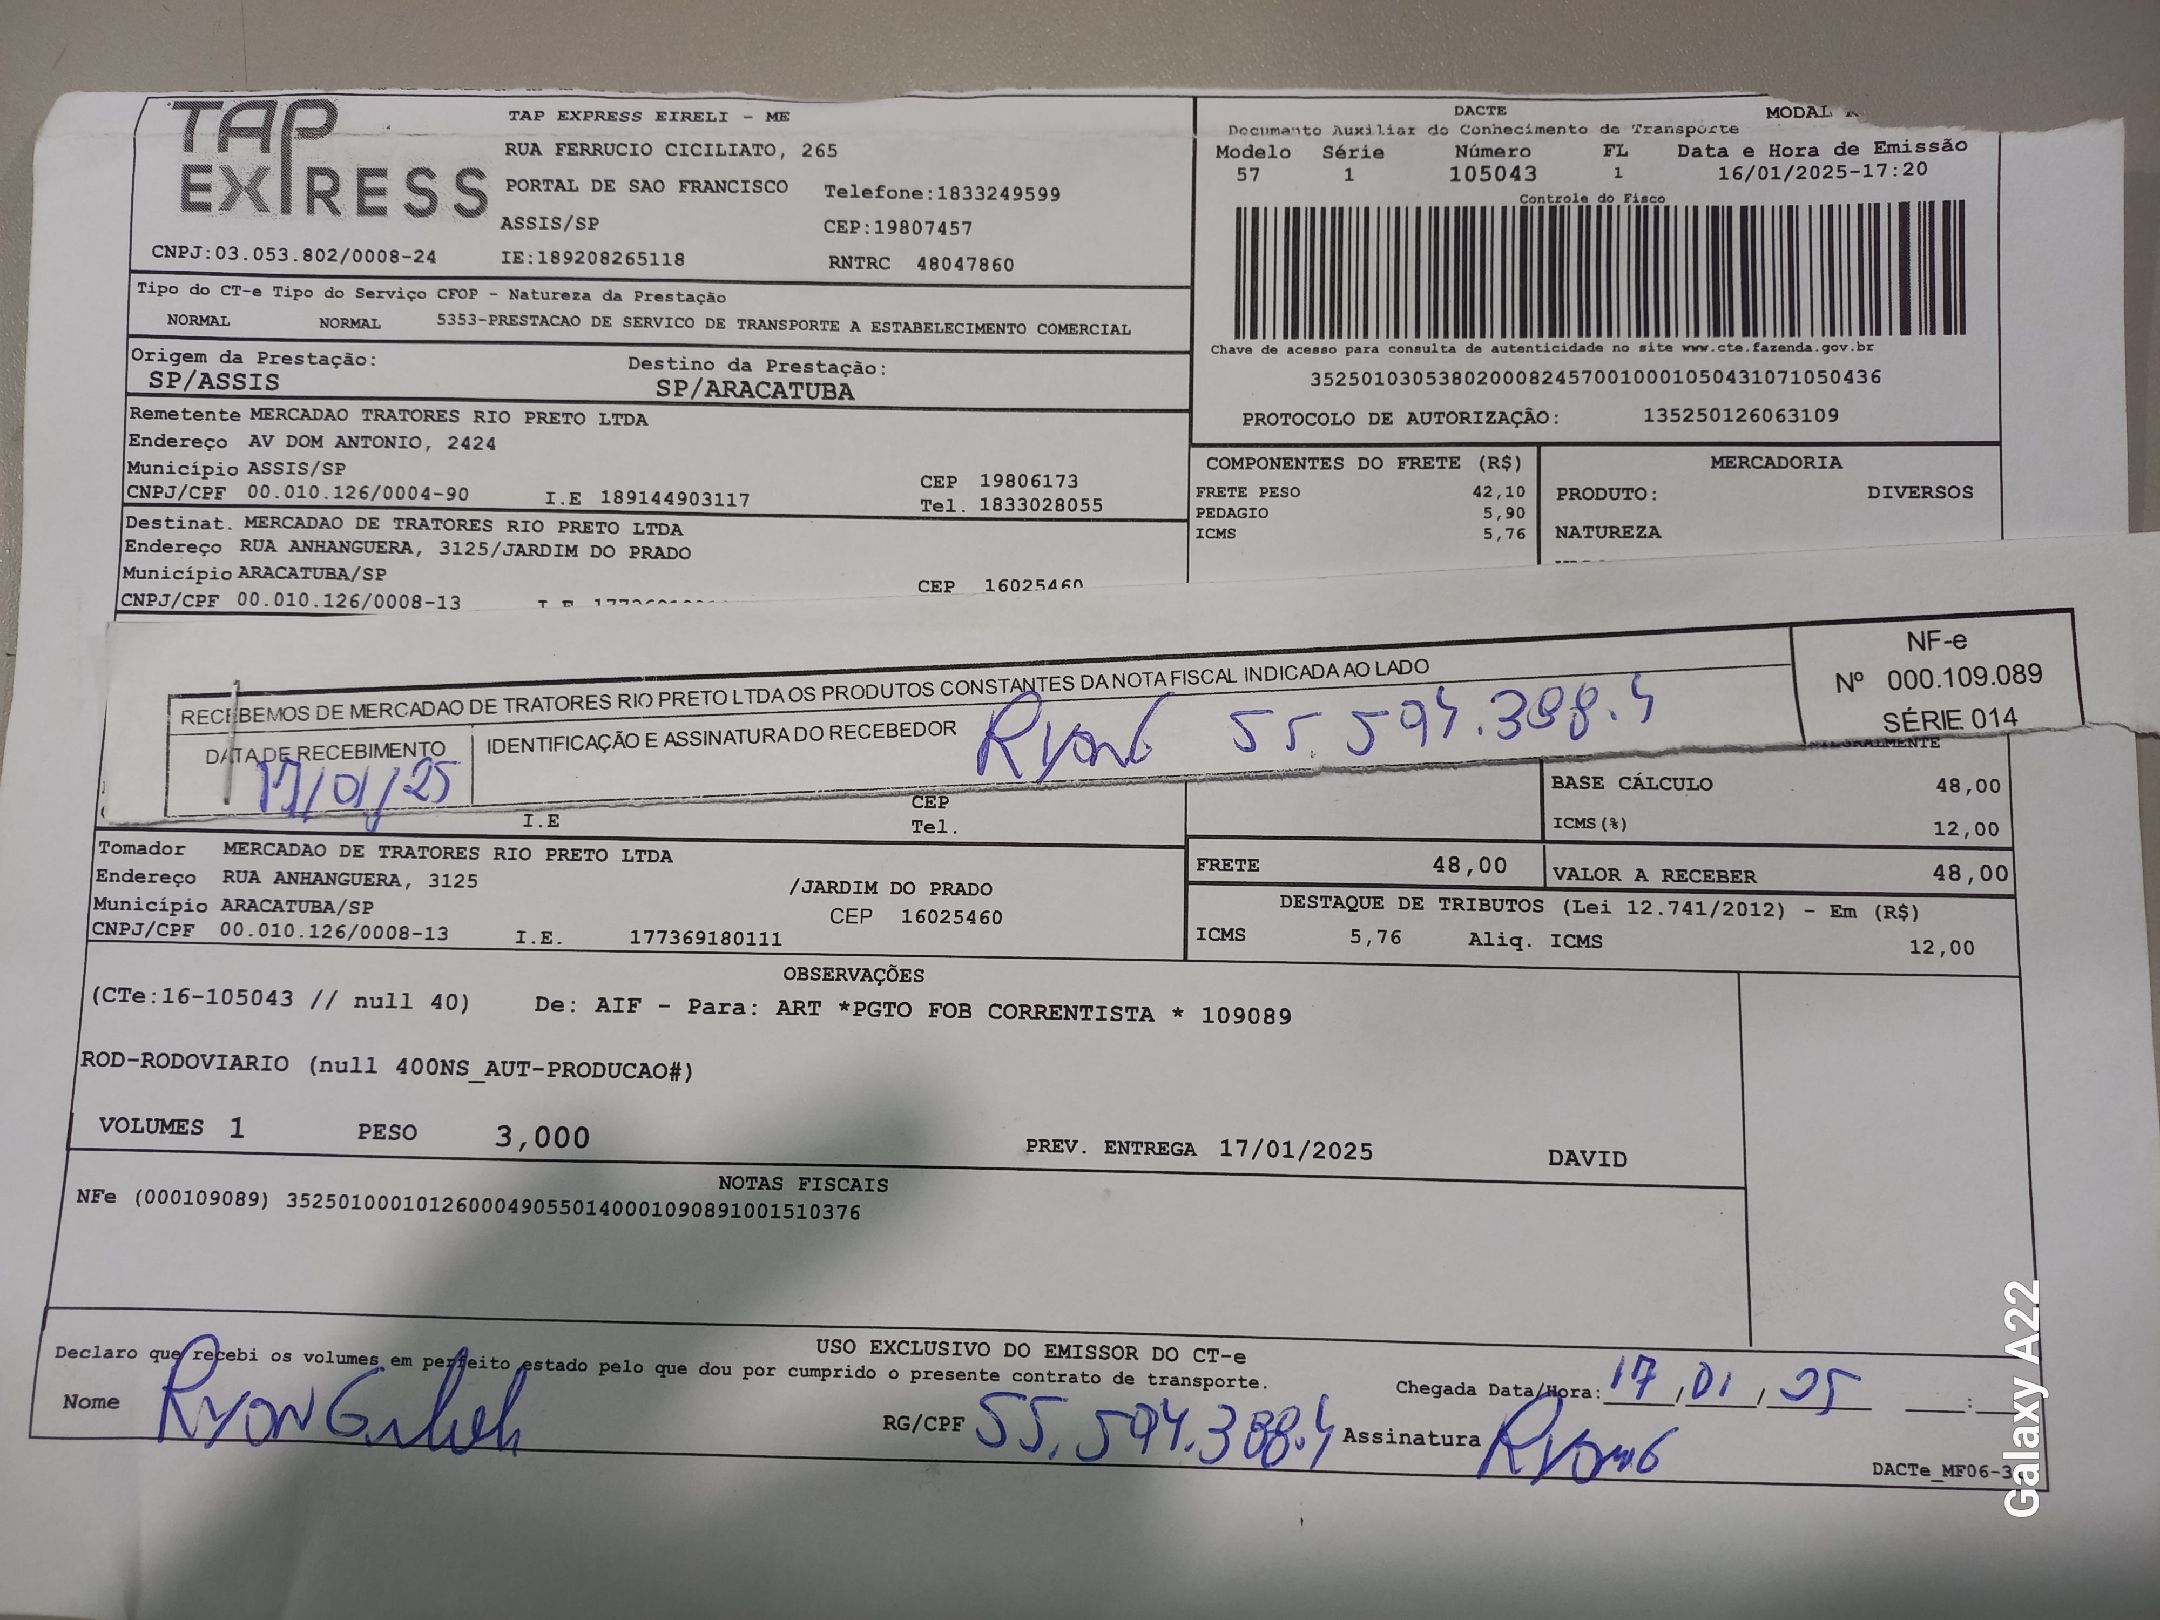 TAP EXPRESS
TAP EXPRESS EIRELI - ME
RUA FERRUCIO CICILIATO, 265
PORTAL DE SAO FRANCISCO Telefone:1833249599
ASSIS/SP CEP:19807457
CNPJ:03.053.802/0008-24 IE:189208265118 RNTRC 48047860
DACTE MODAL
Documento Auxiliar do Conhecimento de Transporte
Modelo Série Número FL Data e Hora de Emissão
57 1 105043 1 16/01/2025-17:20
Controle do Fisco
Chave de acesso para consulta de autenticidade no site www.cte.fazenda.gov.br
35250103053802000824570010001050431071050436
PROTOCOLO DE AUTORIZAÇÃO: 135250126063109
Tipo do CT-e Tipo do Serviço CFOP - Natureza da Prestação
NORMAL NORMAL 5353-PRESTACAO DE SERVICO DE TRANSPORTE A ESTABELECIMENTO COMERCIAL
Origem da Prestação: Destino da Prestação:
SP/ASSIS SP/ARACATUBA
Remetente MERCADAO TRATORES RIO PRETO LTDA
Endereço AV DOM ANTONIO, 2424
Município ASSIS/SP CEP 19806173
CNPJ/CPF 00.010.126/0004-90 I.E 189144903117 Tel. 1833028055
Destinat. MERCADAO DE TRATORES RIO PRETO LTDA
Endereço RUA ANHANGUERA, 3125/JARDIM DO PRADO
Município ARACATUBA/SP CEP 16025460
CNPJ/CPF 00.010.126/0008-13
COMPONENTES DO FRETE (R$) MERCADORIA
FRETE PESO 42,10 PRODUTO: DIVERSOS
PEDAGIO 5,90
ICMS 5,76 NATUREZA
RECEBEMOS DE MERCADAO DE TRATORES RIO PRETO LTDA OS PRODUTOS CONSTANTES DA NOTA FISCAL INDICADA AO LADO
DATA DE RECEBIMENTO IDENTIFICAÇÃO E ASSINATURA DO RECEBEDOR
17/01/25 Ryan G 55.594.388.4
NF-e
Nº 000.109.089
SÉRIE 014
CEP
I.E Tel.
BASE CÁLCULO 48,00
ICMS(%) 12,00
FRETE 48,00 VALOR A RECEBER 48,00
DESTAQUE DE TRIBUTOS (Lei 12.741/2012) - Em (R$)
ICMS 5,76 Aliq. ICMS 12,00
Tomador MERCADAO DE TRATORES RIO PRETO LTDA
Endereço RUA ANHANGUERA, 3125 /JARDIM DO PRADO
Município ARACATUBA/SP CEP 16025460
CNPJ/CPF 00.010.126/0008-13 I.E. 177369180111
OBSERVAÇÕES
(CTe:16-105043 // null 40) De: AIF - Para: ART *PGTO FOB CORRENTISTA * 109089
ROD-RODOVIARIO (null 400NS_AUT-PRODUCAO#)
VOLUMES 1 PESO 3,000 PREV. ENTREGA 17/01/2025 DAVID
NOTAS FISCAIS
NFe (000109089) 35250100010126000490550140001090891001510376
USO EXCLUSIVO DO EMISSOR DO CT-e
Declaro que recebi os volumes em perfeito estado pelo que dou por cumprido o presente contrato de transporte.
Chegada Data/Hora: 17/01/25 :
Nome Ryan RG/CPF 55.594.388.4 Assinatura Ryan G
DACTe_MF06-3
Galaxy A22